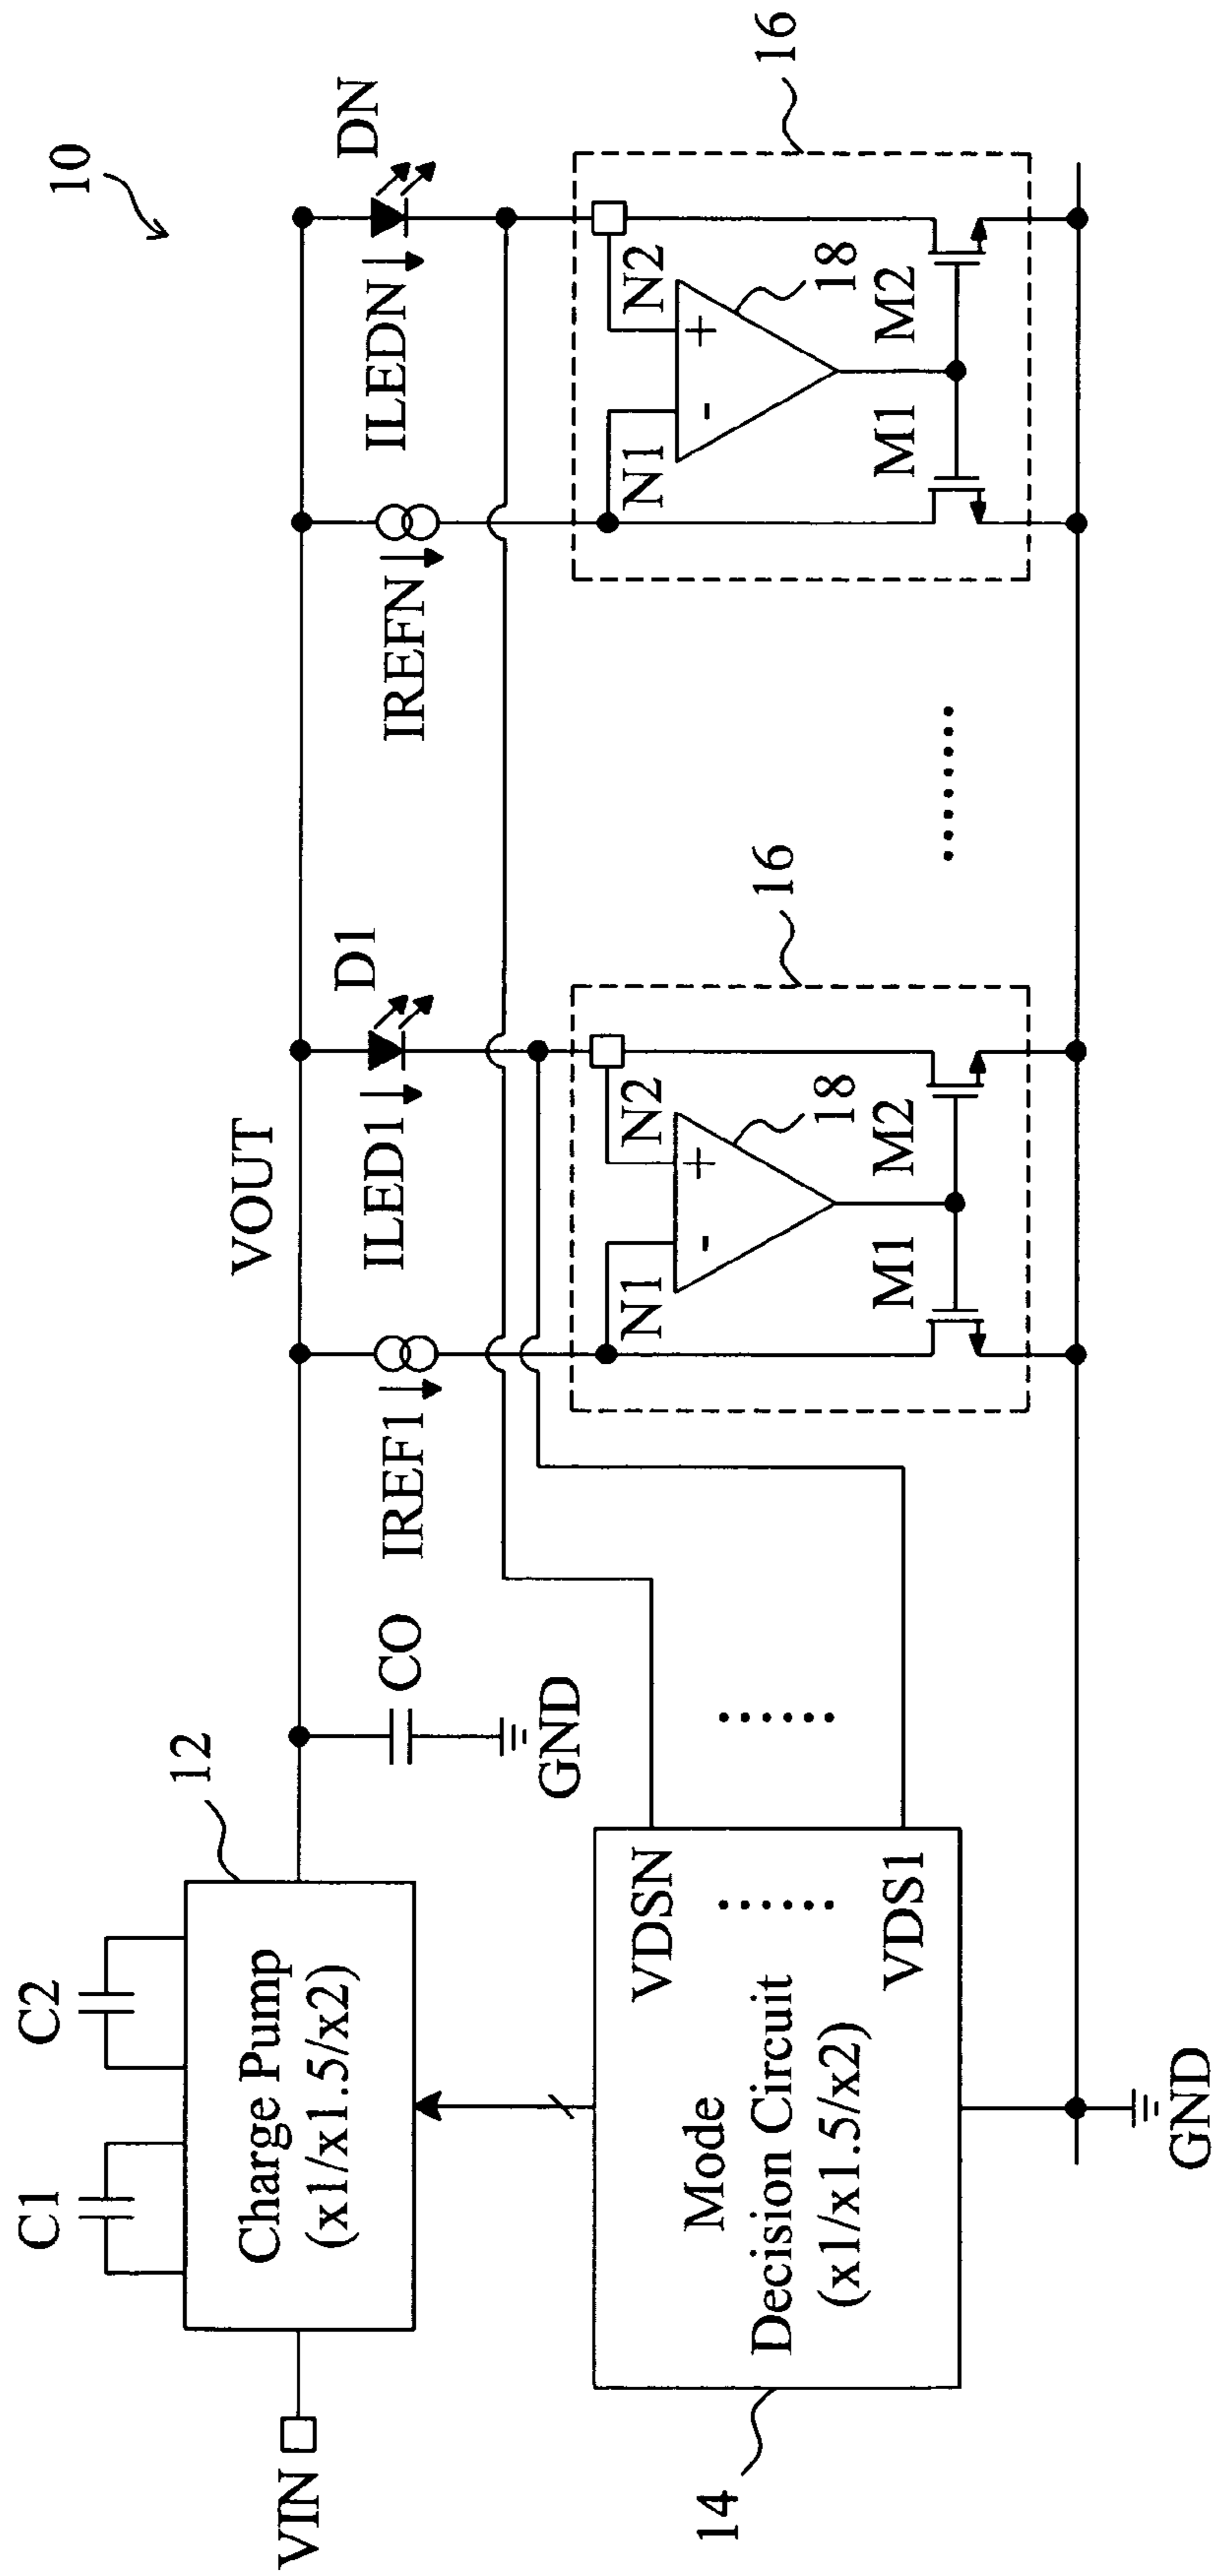 10
C1
C2
12
VIN
Charge Pump
(x1/x1.5/x2)
VOUT
CO
GND
IREF1
ILED1
D1
IREFN
ILEDN
DN
14
Mode
Decision Circuit
(x1/x1.5/x2)
VDSN
......
VDS1
......
N1
N2
-
+
18
M1
M2
16
........
N1
N2
-
+
18
M1
M2
16
GND